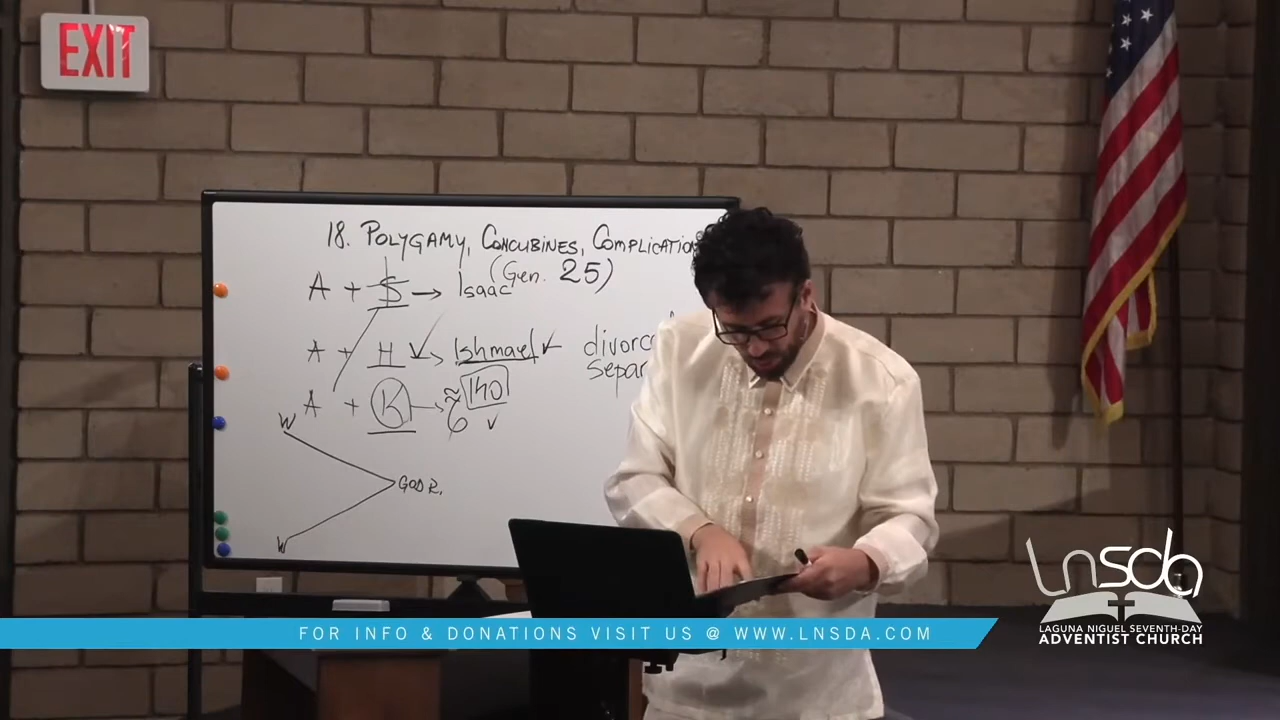 EXIT
18. POLYGAMY, CONCUBINES, COMPLICATION
(Gen. 25)
A + S → Isaac
A + H ✓ → Ishmael ✓ divorc
separ
A + K → ≈ 6 140 ✓
W
GOD R.
W
LNSDA
LAGUNA NIGUEL SEVENTH-DAY
ADVENTIST CHURCH
FOR INFO & DONATIONS VISIT US @ WWW.LNSDA.COM